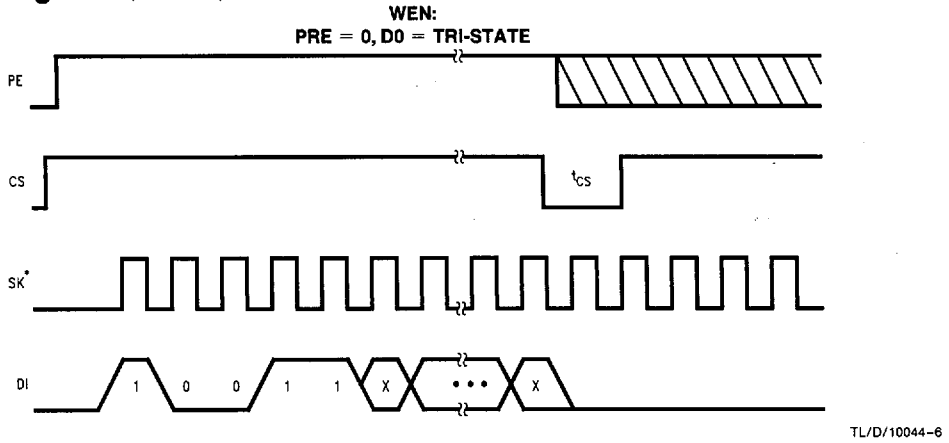 WEN:
PRE = 0, D0 = TRI-STATE
PE
CS
tCS
SK*
DI 1 0 0 1 1 X • • • X
TL/D/10044-6